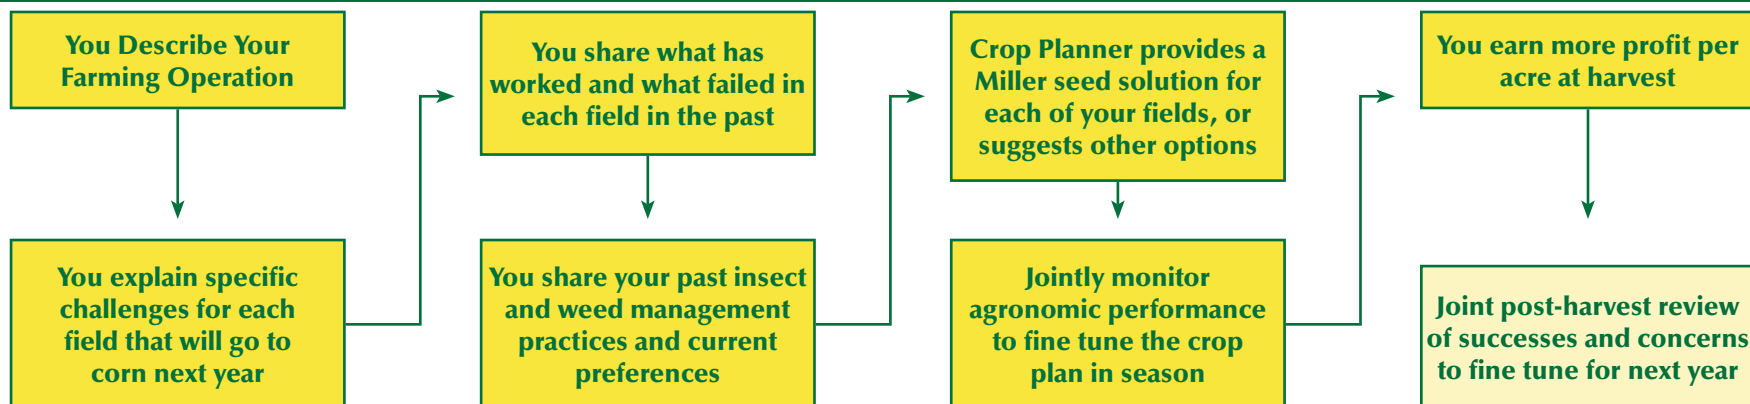 You Describe Your
Farming Operation
You explain specific
challenges for each
field that will go to
corn next year
You share what has
worked and what failed in
each field in the past
You share your past insect
and weed management
practices and current
preferences
Crop Planner provides a
Miller seed solution for
each of your fields, or
suggests other options
Jointly monitor
agronomic performance
to fine tune the crop
plan in season
You earn more profit per
acre at harvest
Joint post-harvest review
of successes and concerns
to fine tune for next year